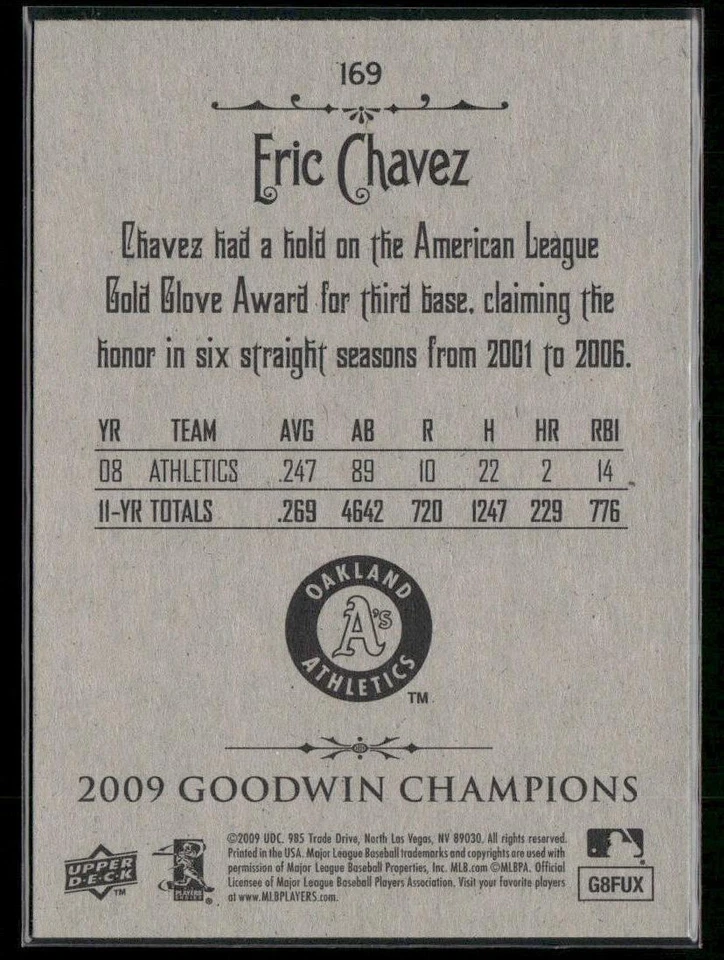 169
Eric Chavez
Chavez had a hold on the American League
Gold Glove Award for third base, claiming the
honor in six straight seasons from 2001 to 2006.
YR TEAM AVG AB R H HR RBI
08 ATHLETICS .247 89 10 22 2 14
11-YR TOTALS .269 4642 720 1247 229 776
OAKLAND
A's
ATHLETICS
TM
2009 GOODWIN CHAMPIONS
©2009 UDC. 985 Trade Drive, North Las Vegas, NV 89030. All rights reserved.
Printed in the USA. Major League Baseball trademarks and copyrights are used with
permission of Major League Baseball Properties, Inc. MLB.com ©MLBPA. Official
Licensee of Major League Baseball Players Association. Visit your favorite players
at www.MLBPLAYERS.com.
UPPER
D·E·C·K
TM
PLAYERS
®
G8FUX